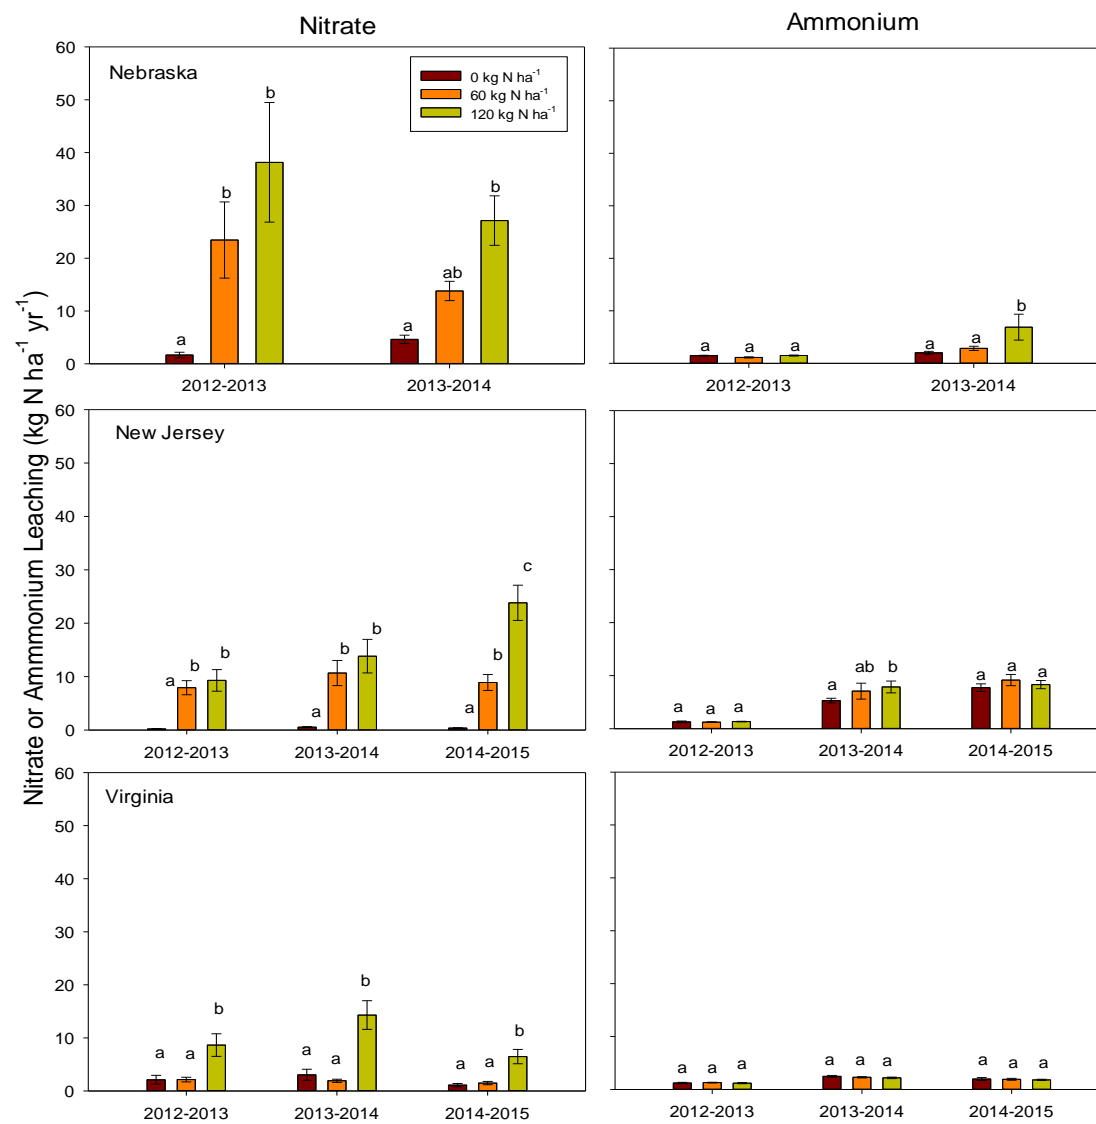 Nitrate
Ammonium
Nitrate or Ammmonium Leaching (kg N ha-1 yr-1)
60
50
40
30
20
10
0
Nebraska
0 kg N ha-1
60 kg N ha-1
120 kg N ha-1
a b b
a ab b
2012-2013 2013-2014
a a a
a a b
2012-2013 2013-2014
60
50
40
30
20
10
0
New Jersey
a b b
a b b
a b c
2012-2013 2013-2014 2014-2015
a a a
a ab b
a a a
2012-2013 2013-2014 2014-2015
60
50
40
30
20
10
0
Virginia
a a b
a a b
a a b
2012-2013 2013-2014 2014-2015
a a a
a a a
a a a
2012-2013 2013-2014 2014-2015